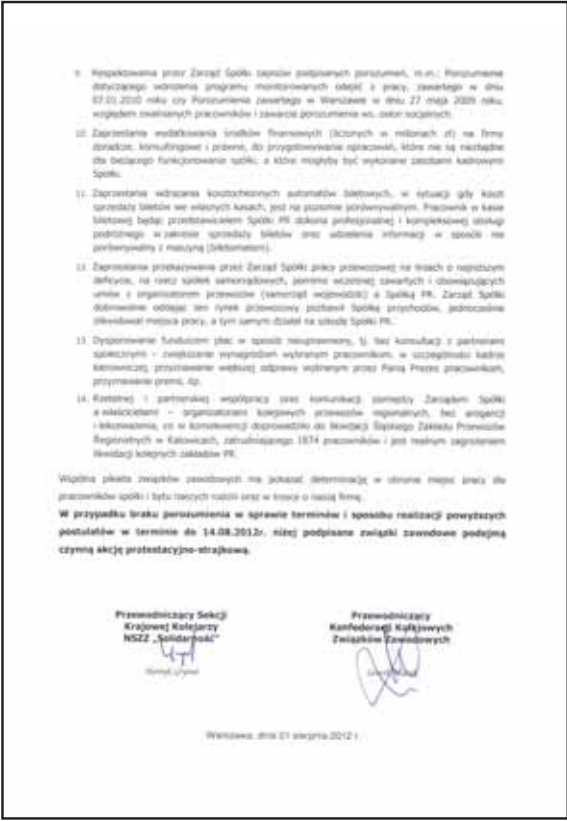 9. Respektowania przez Zarząd Spółki zapisów podpisanych porozumień, m.in.: Porozumienia
dotyczącego wdrożenia programu monitorowanych odejść z pracy, zawartego w dniu
07.01.2010 roku czy Porozumienia zawartego w Warszawie w dniu 27 maja 2009 roku,
względem zwalnianych pracowników i zawarcie porozumienia ws. osłon socjalnych.
10. Zaprzestania wydatkowania środków finansowych (liczonych w milionach zł) na firmy
doradcze, konsultingowe i prawne, do przygotowywania opracowań, które nie są niezbędne
dla bieżącego funkcjonowania spółki, a które mogłyby być wykonane zasobami kadrowymi
Spółki.
11. Zaprzestania wdrażania kosztochłonnych automatów biletowych, w sytuacji gdy koszt
sprzedaży biletów we własnych kasach, jest na poziomie porównywalnym. Pracownik w kasie
biletowej będąc przedstawicielem Spółki PR dokona profesjonalnej i kompleksowej obsługi
podróżnego w zakresie sprzedaży biletów oraz udzielenia informacji w sposób nie
porównywalny z maszyną (biletomatem).
12. Zaprzestania przekazywania przez Zarząd Spółki pracy przewozowej na liniach o najniższym
deficycie, na rzecz spółek samorządowych, pomimo wcześniej zawartych i obowiązujących
umów z organizatorem przewozów (samorząd wojewódzki) a Spółką PR. Zarząd Spółki
dobrowolnie oddając ten rynek przewozowy pozbawił Spółkę przychodów, jednocześnie
zlikwidował miejsca pracy, a tym samym działał na szkodę Spółki PR.
13. Dysponowanie funduszem płac w sposób nieuprawniony, tj. bez konsultacji z partnerami
społecznymi – zwiększanie wynagrodzeń wybranym pracownikom, w szczególności kadrze
kierowniczej, przyznawanie większej odprawy wybranym przez Panią Prezes pracownikom,
przyznawanie premii, itp.
14. Rzetelnej i partnerskiej współpracy oraz komunikacji pomiędzy Zarządem Spółki
a właścicielami – organizatorami kolejowych przewozów regionalnych, bez arogancji
i lekceważenia, co w konsekwencji doprowadziło do likwidacji Śląskiego Zakładu Przewozów
Regionalnych w Katowicach, zatrudniającego 1874 pracowników i jest realnym zagrożeniem
likwidacji kolejnych zakładów PR.
Wspólna pikieta związków zawodowych ma pokazać determinację w obronie miejsc pracy dla
pracowników spółki i bytu naszych rodzin oraz w trosce o naszą firmę.
W przypadku braku porozumienia w sprawie terminów i sposobu realizacji powyższych
postulatów w terminie do 14.08.2012r. niżej podpisane związki zawodowe podejmą
czynną akcję protestacyjno-strajkową.
Przewodniczący Sekcji
Krajowej Kolejarzy
NSZZ „Solidarność"
Henryk Grymel
Przewodniczący
Konfederacji Kolejowych
Związków Zawodowych
Warszawa, dnia 01 sierpnia 2012 r.